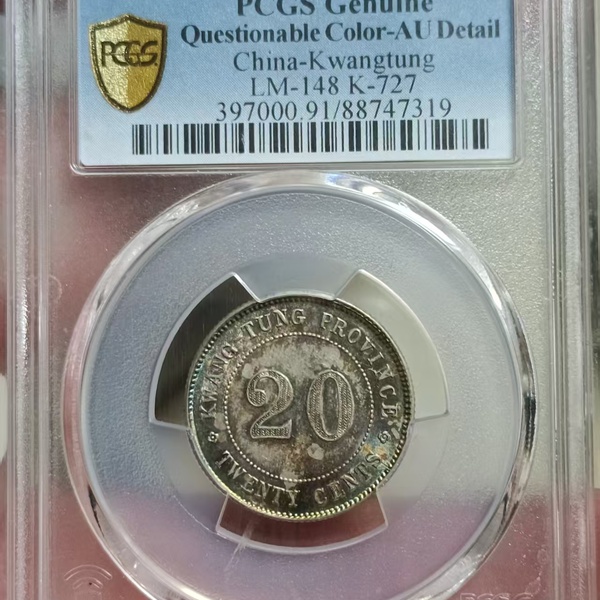 PCGS Genuine
PCGS
Questionable Color-AU Detail
China-Kwangtung
LM-148 K-727
397000.91/88747319
KWANG-TUNG PROVINCE
20
TWENTY CENTS
PCGS